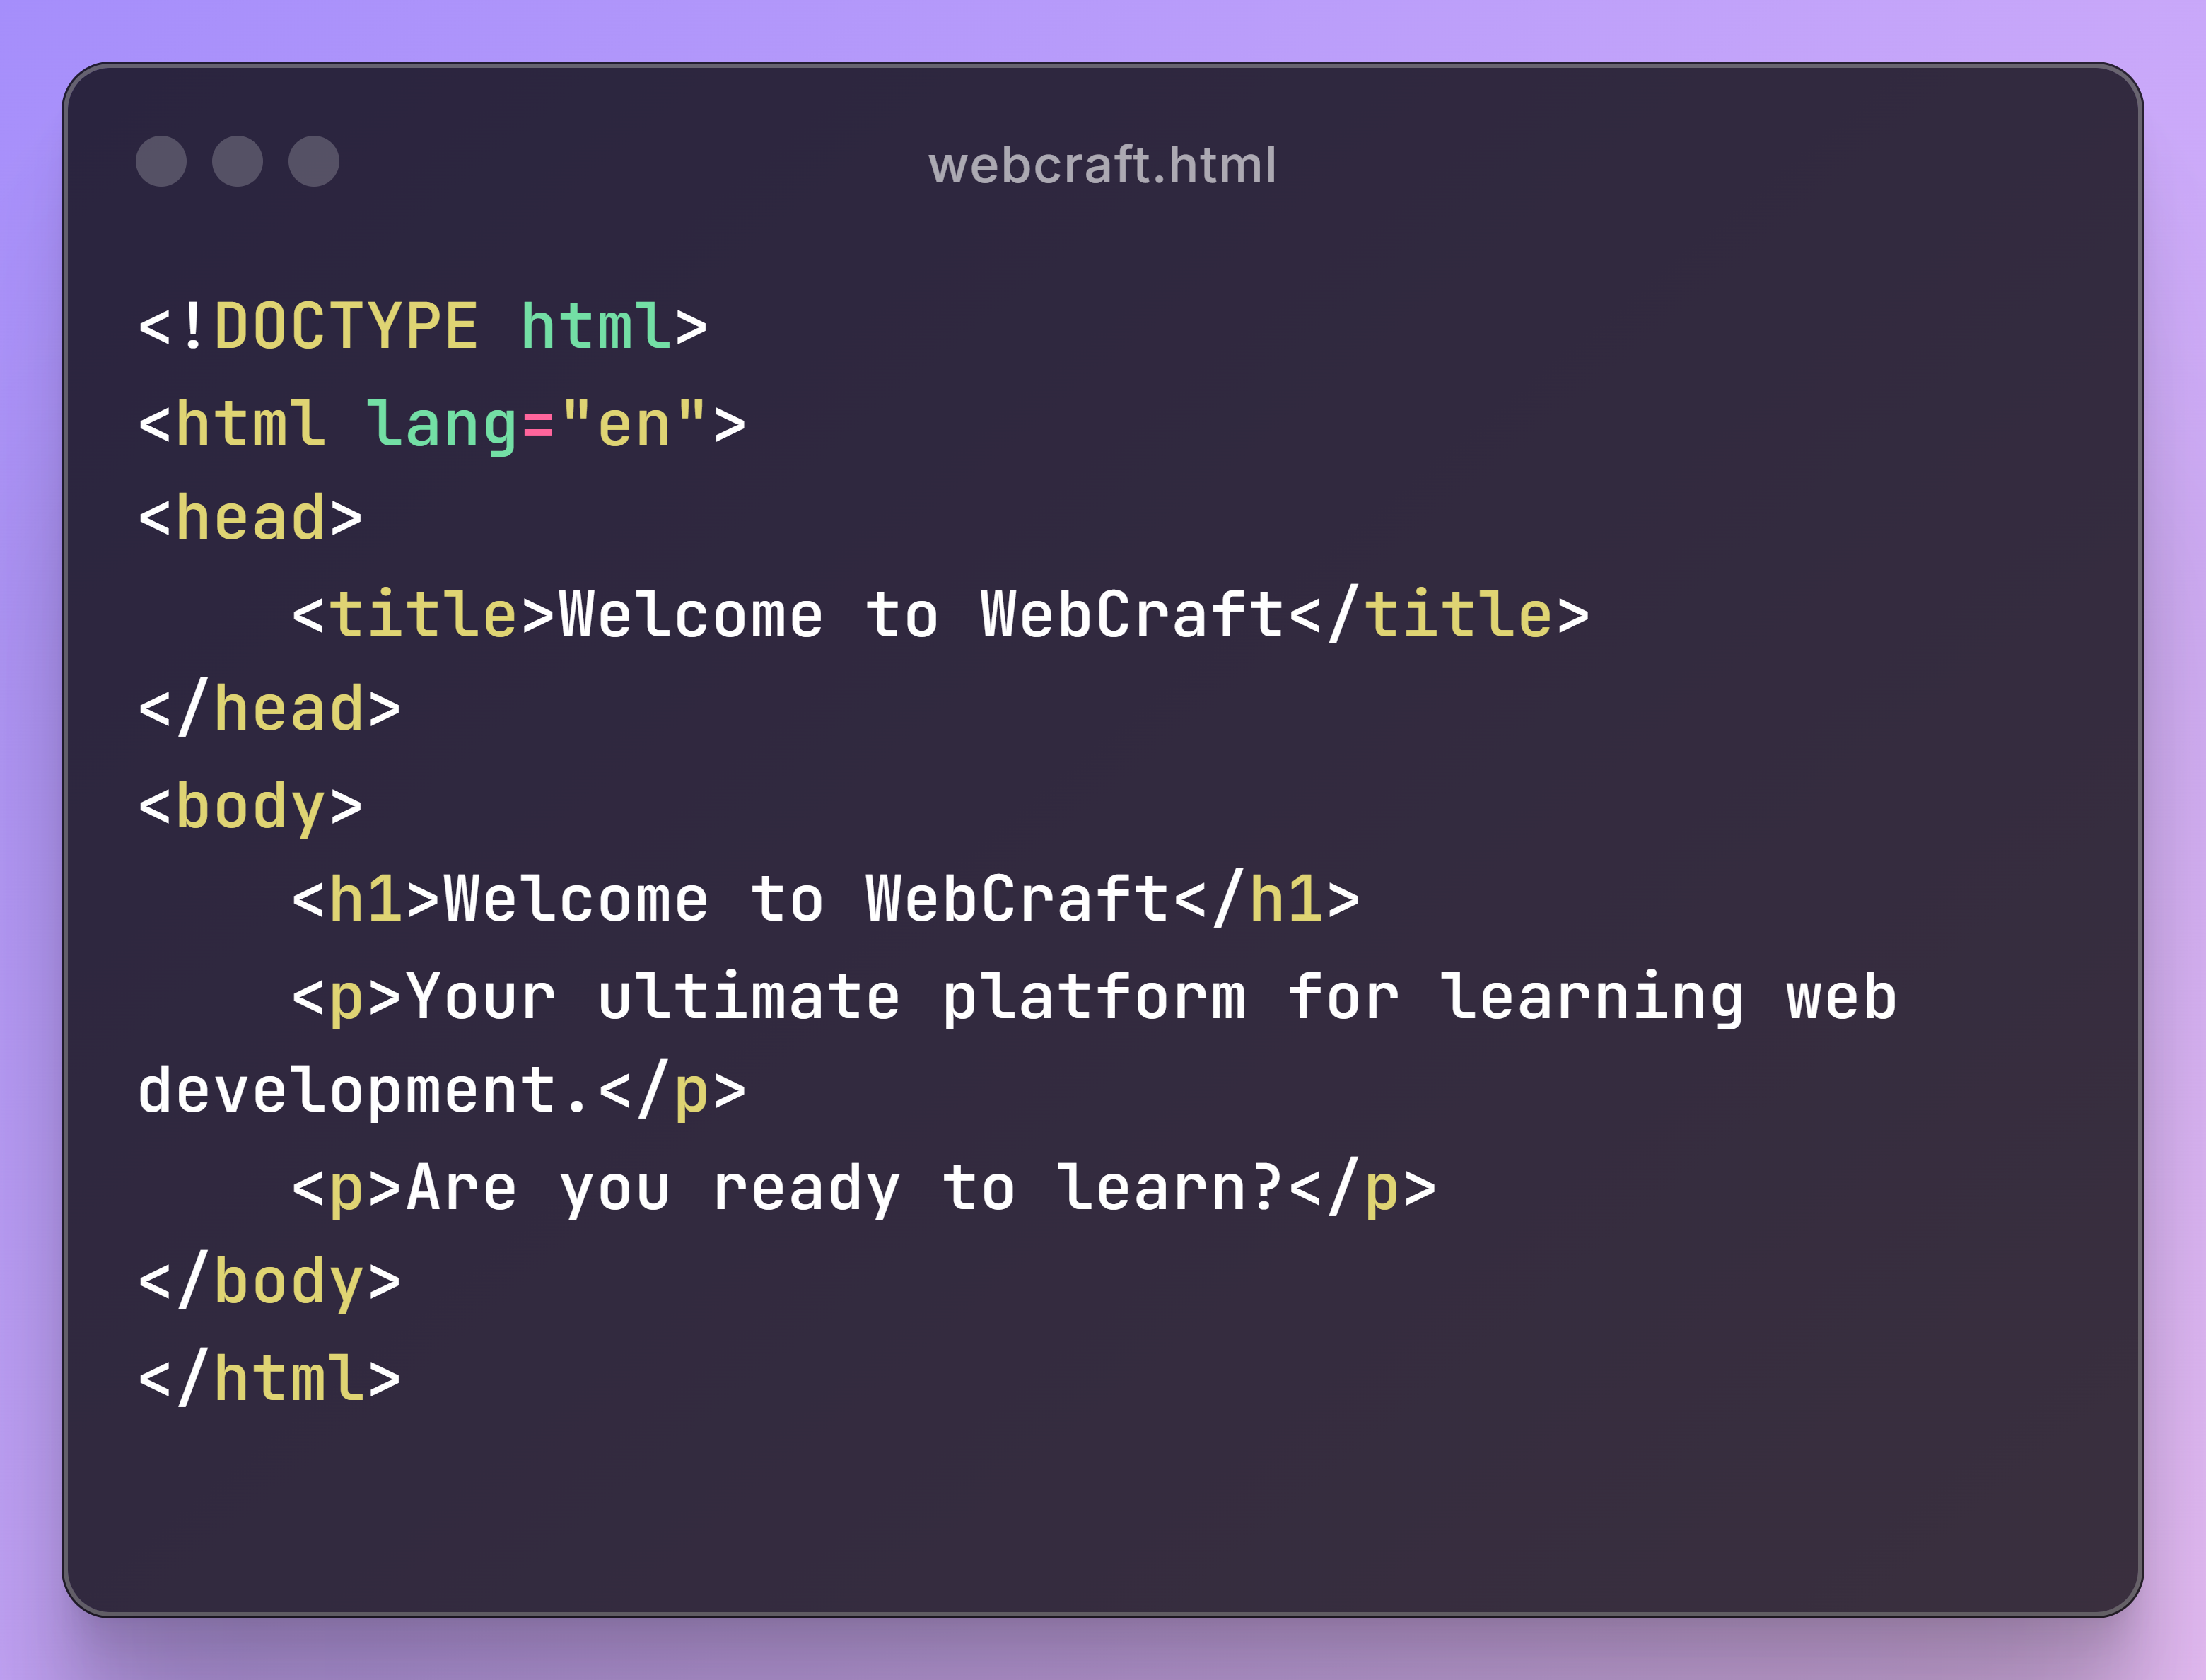 webcraft.html
<!DOCTYPE html>
<html lang="en">
<head>
    <title>Welcome to WebCraft</title>
</head>
<body>
    <h1>Welcome to WebCraft</h1>
    <p>Your ultimate platform for learning web
development.</p>
    <p>Are you ready to learn?</p>
</body>
</html>